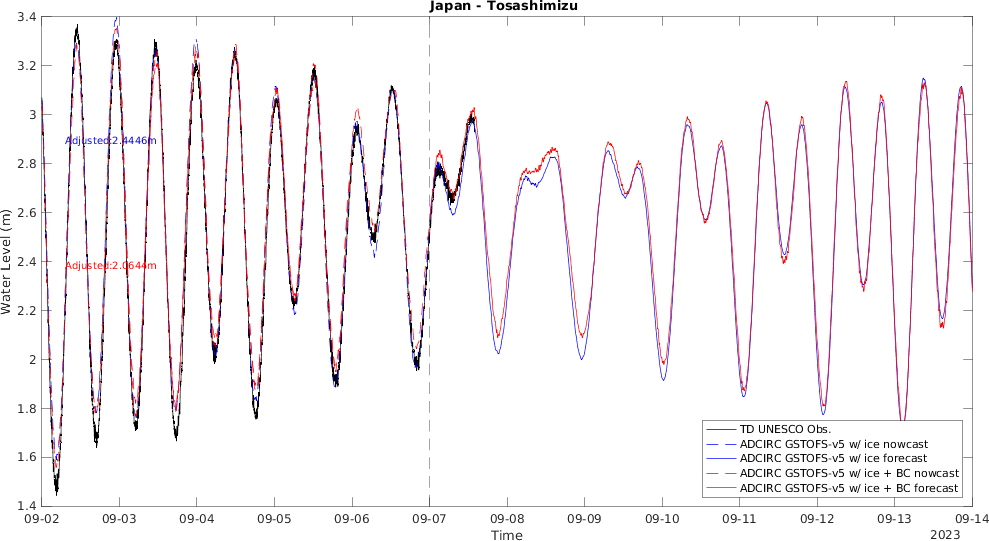 Japan - Tosashimizu
3.4
3.2
3
2.8
2.6
2.4
2.2
2
1.8
1.6
1.4
Water Level (m)
Adjusted:2.4446m
Adjusted:2.0644m
TD UNESCO Obs.
ADCIRC GSTOFS-v5 w/ ice nowcast
ADCIRC GSTOFS-v5 w/ ice forecast
ADCIRC GSTOFS-v5 w/ ice + BC nowcast
ADCIRC GSTOFS-v5 w/ ice + BC forecast
09-02 09-03 09-04 09-05 09-06 09-07 09-08 09-09 09-10 09-11 09-12 09-13 09-14
Time
2023